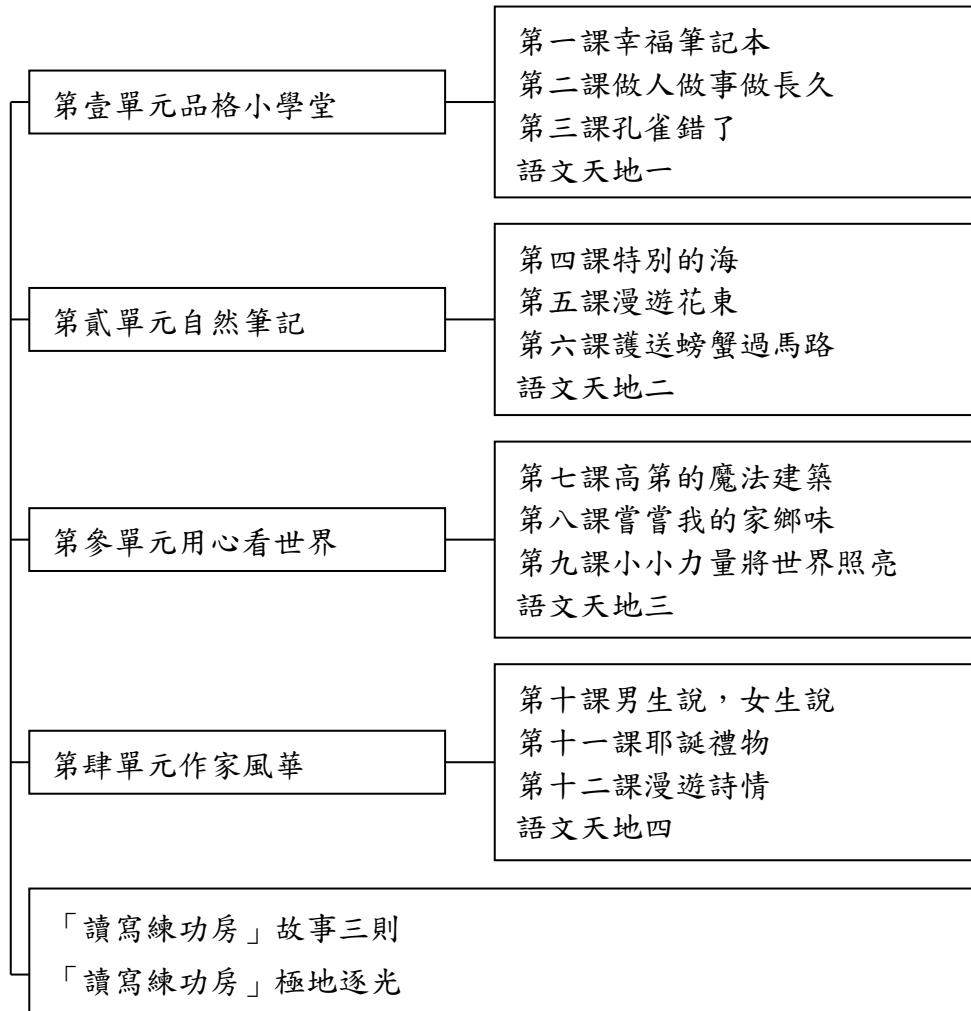 第壹單元品格小學堂
第一課幸福筆記本
第二課做人做事做長久
第三課孔雀錯了
語文天地一
第貳單元自然筆記
第四課特別的海
第五課漫遊花東
第六課護送螃蟹過馬路
語文天地二
第參單元用心看世界
第七課高第的魔法建築
第八課嘗嘗我的家鄉味
第九課小小力量將世界照亮
語文天地三
第肆單元作家風華
第十課男生說，女生說
第十一課耶誕禮物
第十二課漫遊詩情
語文天地四
「讀寫練功房」故事三則
「讀寫練功房」極地逐光